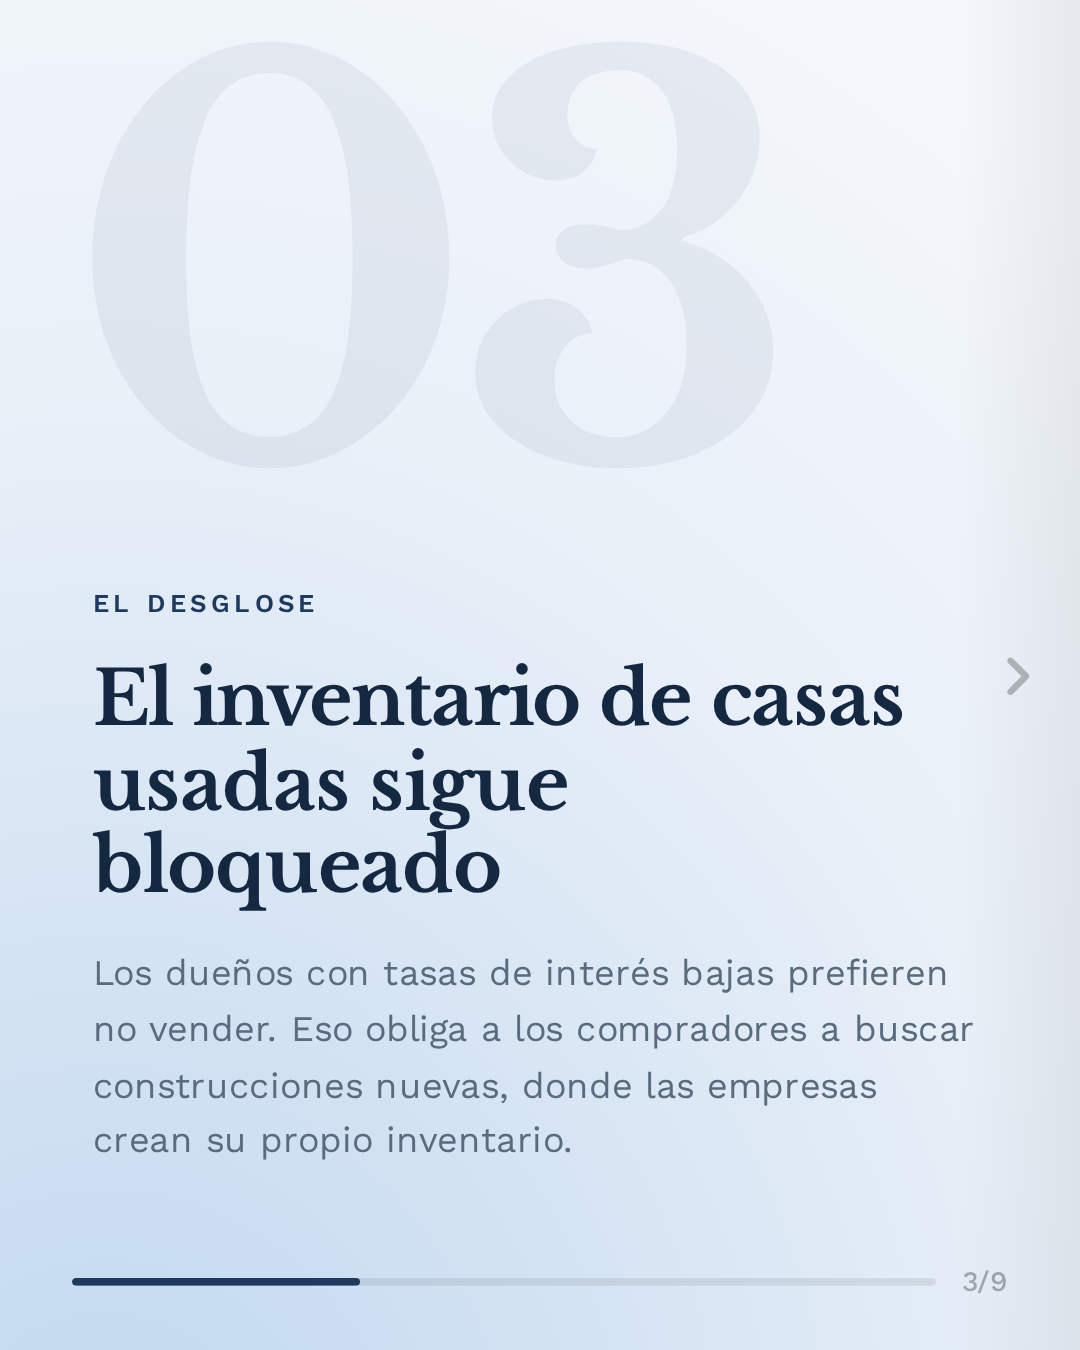 03
EL DESGLOSE
El inventario de casas
usadas sigue
bloqueado
Los dueños con tasas de interés bajas prefieren
no vender. Eso obliga a los compradores a buscar
construcciones nuevas, donde las empresas
crean su propio inventario.
3/9